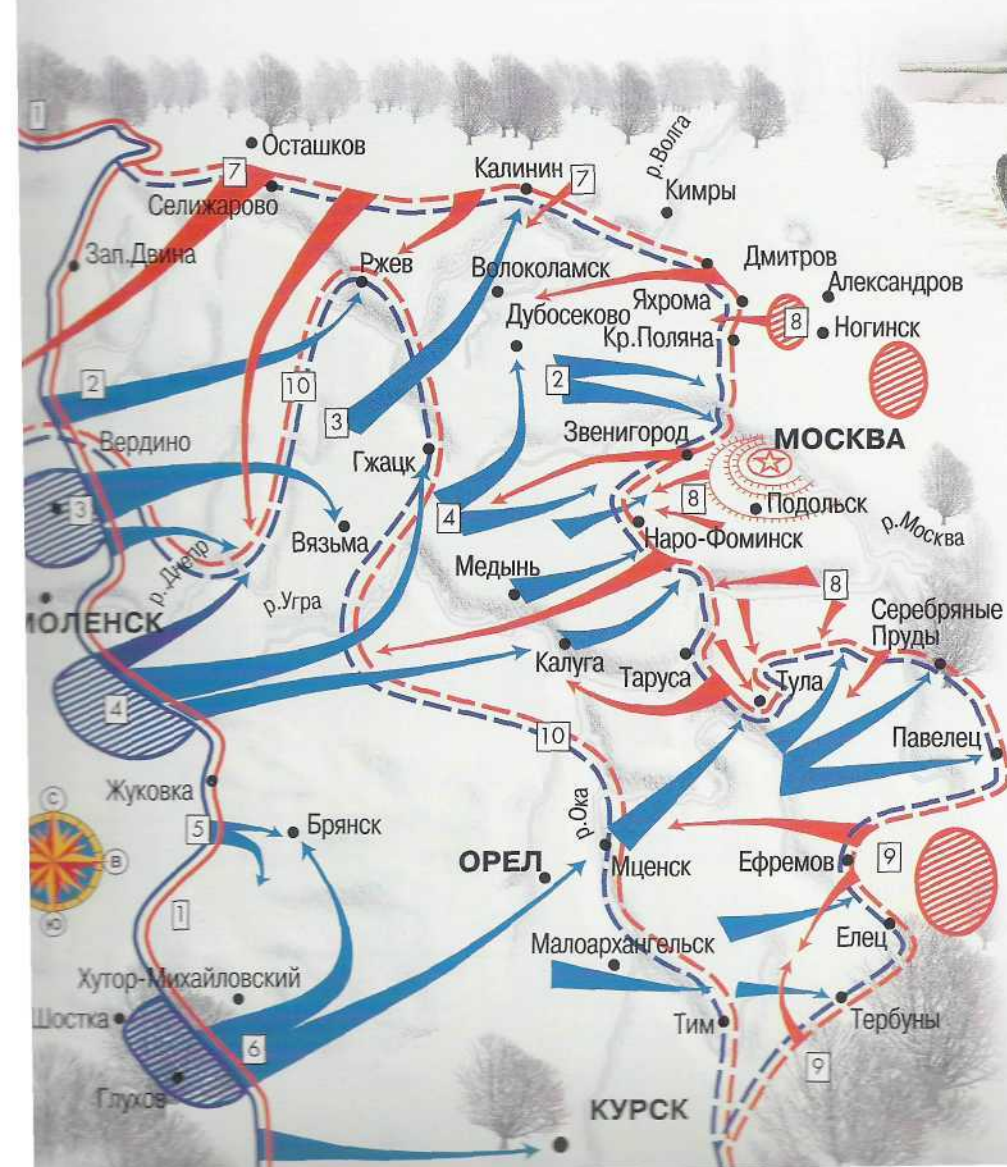 1
Осташков
7
Селижарово
Калинин
7
р.Волга
Кимры
Зап.Двина
Ржев
Волоколамск
Дубосеково
Дмитров
Яхрома
Александров
Кр.Поляна
8
Ногинск
2
10
3
2
Вердино
Гжацк
Звенигород
МОСКВА
3
Вязьма
4
8
Подольск
р.Днепр
р.Угра
Наро-Фоминск
р.Москва
МОЛЕНСК
Медынь
8
Серебряные
Пруды
4
Калуга
Таруса
Тула
10
Павелец
Жуковка
С
В
Ю
5
Брянск
р.Ока
ОРЕЛ
Мценск
Ефремов
9
1
Елец
Малоархангельск
Хутор-Михайловский
Шостка
6
Тим
Тербуны
9
Глухов
КУРСК